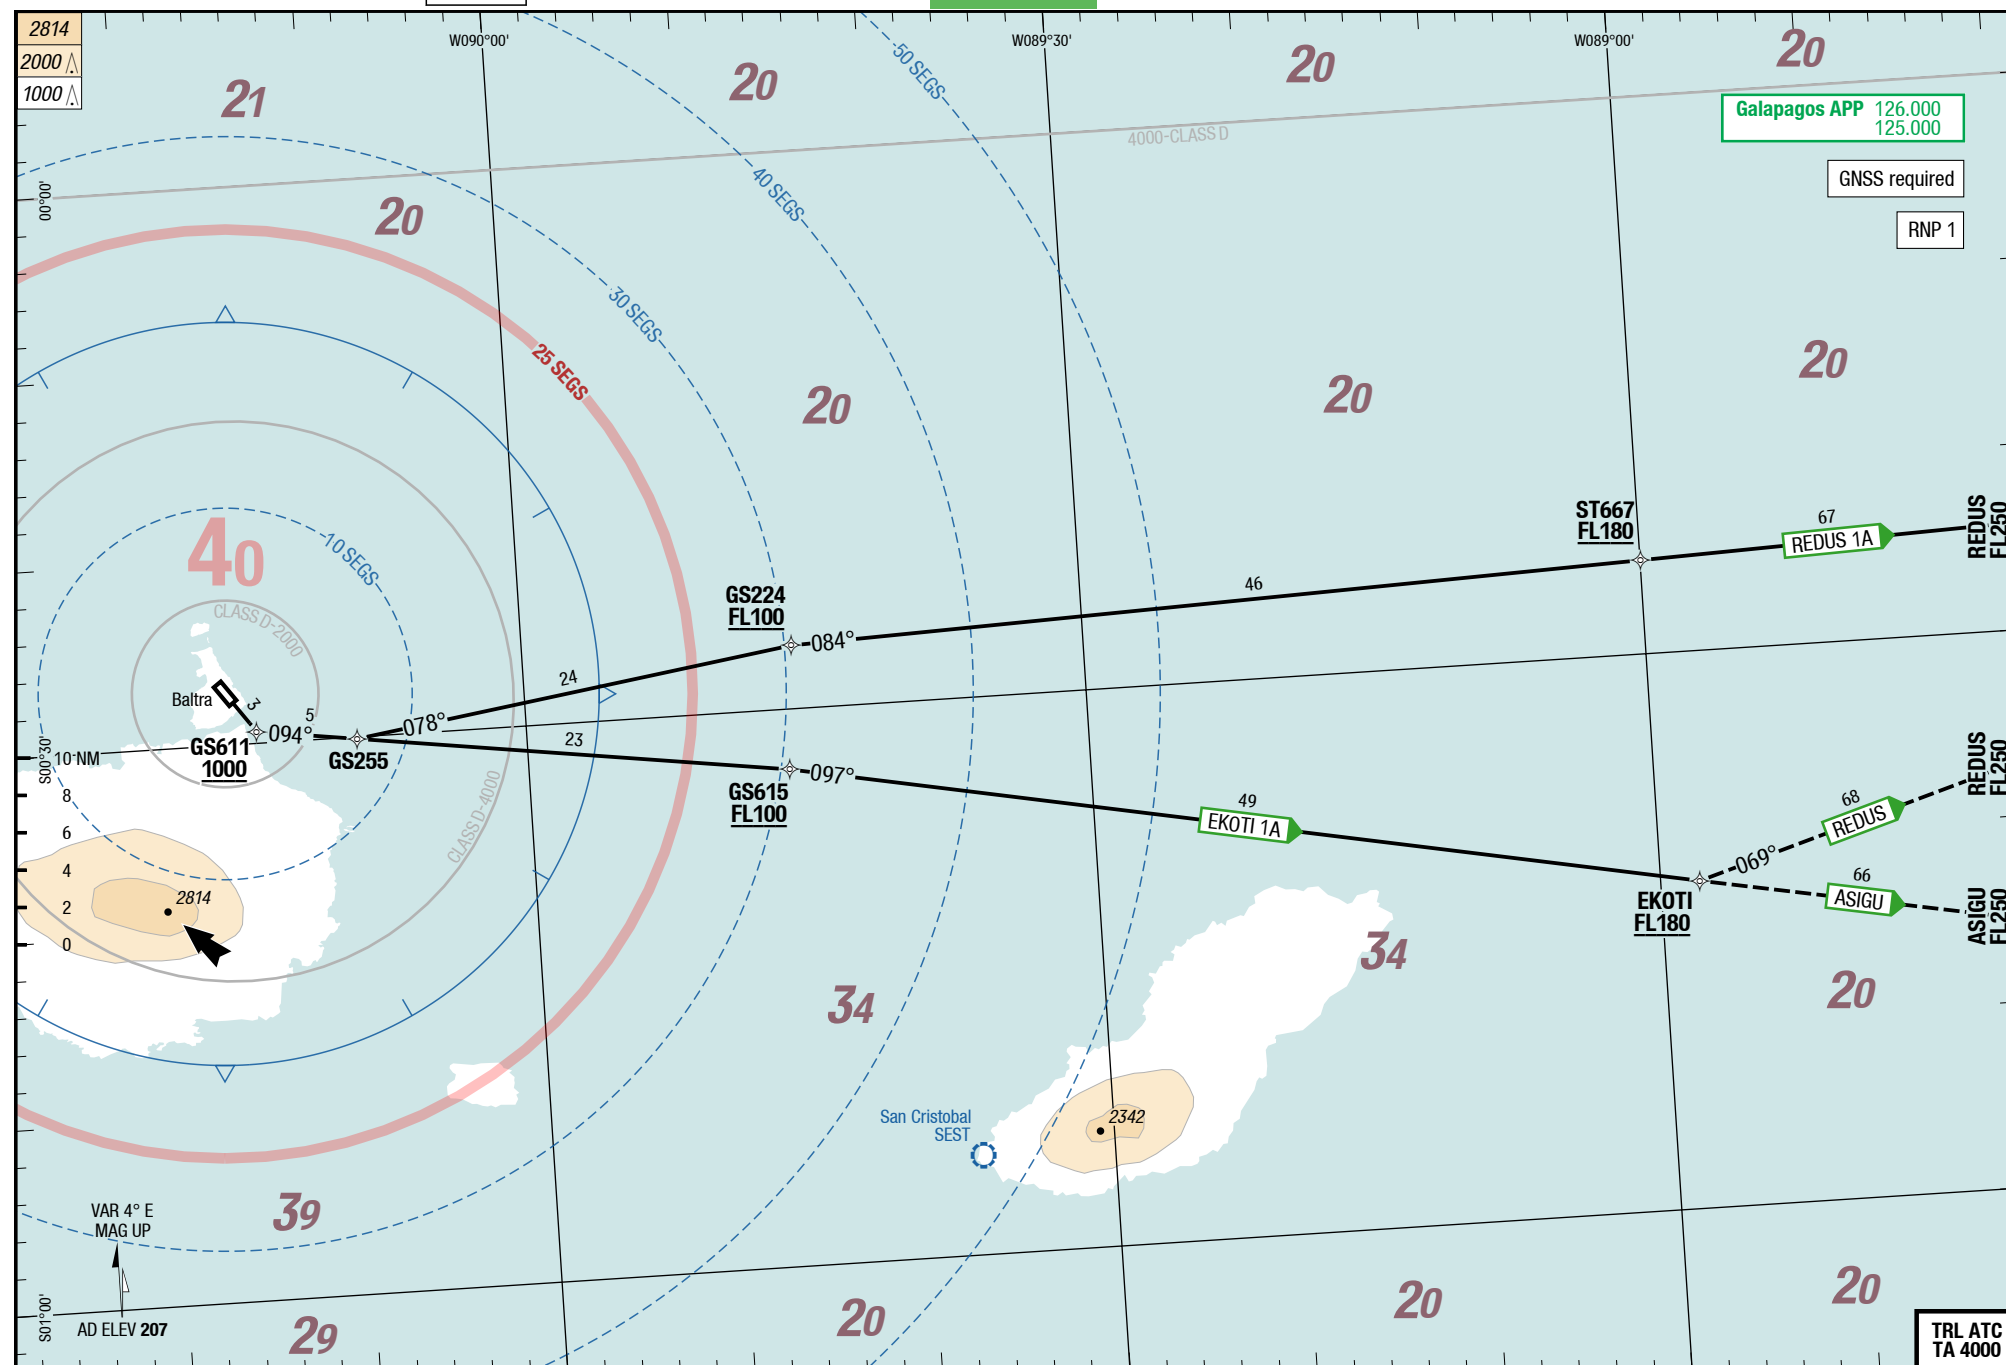 2814
2000
1000
W090°00'
W089°30'
W089°00'
21
20
20
20
50 SEGS
4000-CLASS D
Galapagos APP 126.000
125.000
GNSS required
RNP 1
00°00'
20
40 SEGS
30 SEGS
25 SEGS
20
20
20
40
10 SEGS
CLASS D-2000
ST667
FL180
67
REDUS 1A
REDUS
FL250
GS224
FL100
084°
46
24
Baltra
3
5
094°
078°
GS611
1000
GS255
23
S00°30'
10 NM
8
6
4
2
0
GS615
FL100
097°
49
EKOTI 1A
CLASS D-4000
REDUS
FL250
68
REDUS
069°
66
ASIGU
EKOTI
FL180
ASIGU
FL250
2814
34
34
20
San Cristobal
SEST
2342
39
VAR 4° E
MAG UP
S01°00'
AD ELEV 207
29
20
20
20
TRL ATC
TA 4000